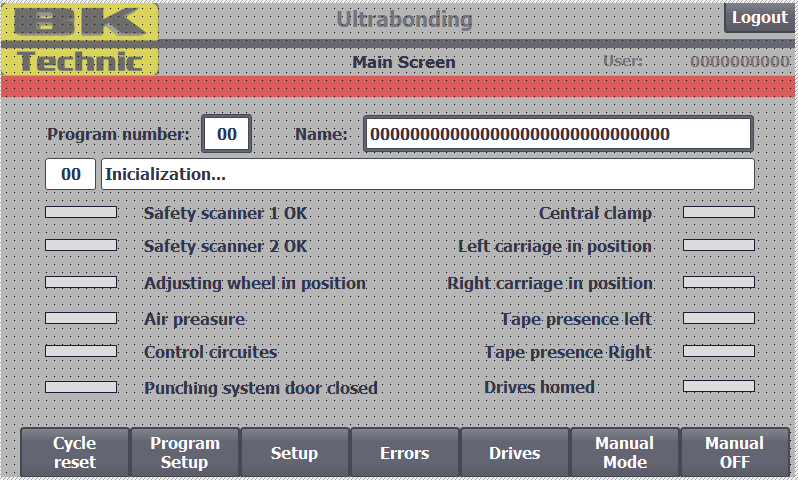 BK
Technic
Ultrabonding
Logout
Main Screen
User: 0000000000
Program number: 00 Name: 000000000000000000000000000000
00 Inicialization...
Safety scanner 1 OK Central clamp
Safety scanner 2 OK Left carriage in position
Adjusting wheel in position Right carriage in position
Air preasure Tape presence left
Control circuites Tape presence Right
Punching system door closed Drives homed
Cycle reset
Program Setup
Setup
Errors
Drives
Manual Mode
Manual OFF